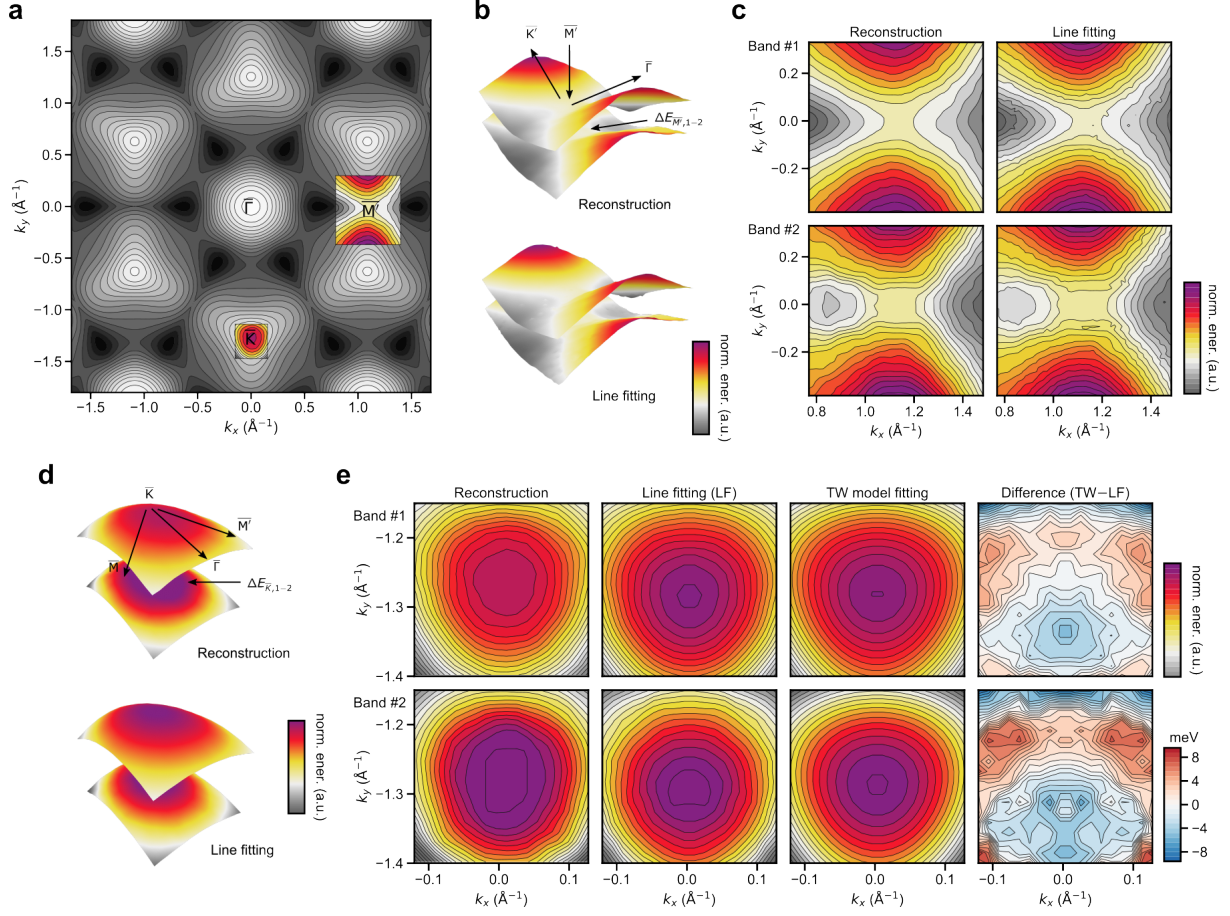 a
1.5
1.0
0.5
0.0
−0.5
−1.0
−1.5
k_y (Å⁻¹)
Γ̅
M̅′
K̅
−1.5 −1.0 −0.5 0.0 0.5 1.0 1.5
k_x (Å⁻¹)
b
K̅′
M̅′
Γ̅
ΔE_M̅′,1−2
Reconstruction
Line fitting
norm. ener. (a.u.)
c
Reconstruction Line fitting
Band #1
0.2
0.0
−0.2
k_y (Å⁻¹)
Band #2
0.2
0.0
−0.2
k_y (Å⁻¹)
0.8 1.0 1.2 1.4 0.8 1.0 1.2 1.4
k_x (Å⁻¹) k_x (Å⁻¹)
norm. ener. (a.u.)
d
K̅
M̅′
M̅
Γ̅
ΔE_K̅,1−2
Reconstruction
Line fitting
norm. ener. (a.u.)
e
Reconstruction Line fitting (LF) TW model fitting Difference (TW−LF)
Band #1
−1.2
−1.3
−1.4
k_y (Å⁻¹)
norm. ener. (a.u.)
Band #2
−1.2
−1.3
−1.4
k_y (Å⁻¹)
meV
8
4
0
−4
−8
−0.1 0.0 0.1 −0.1 0.0 0.1 −0.1 0.0 0.1 −0.1 0.0 0.1
k_x (Å⁻¹) k_x (Å⁻¹) k_x (Å⁻¹) k_x (Å⁻¹)